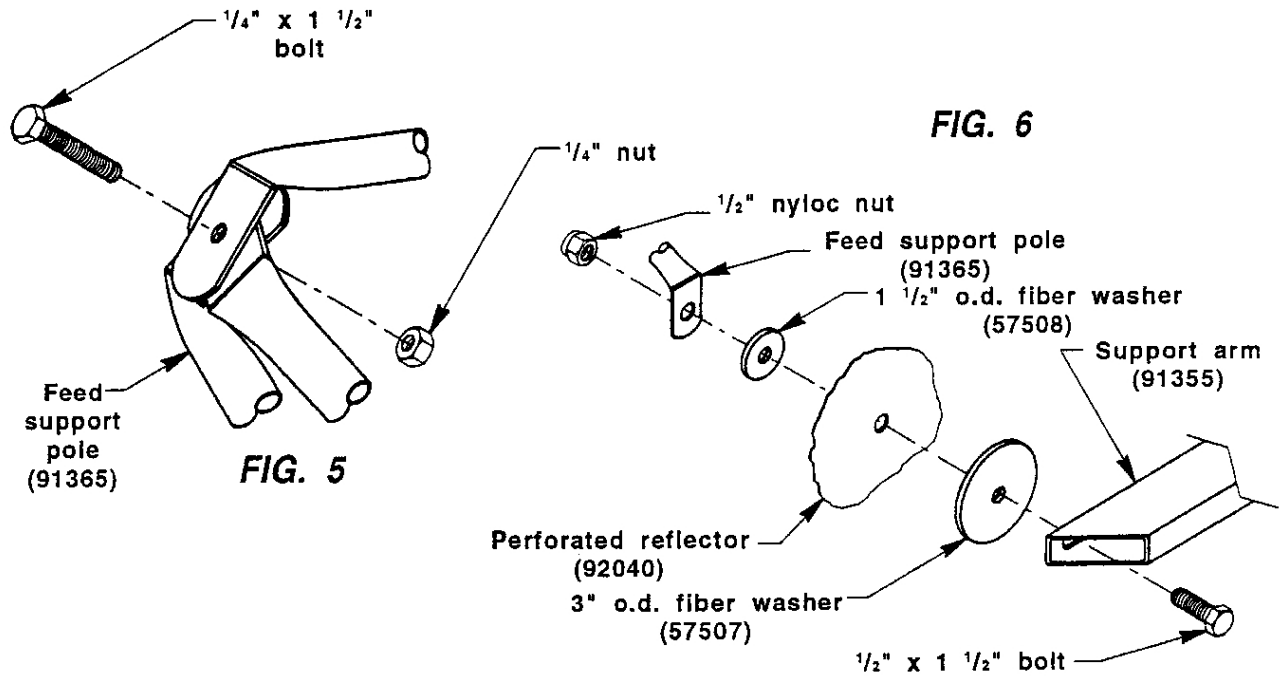 1/4" x 1 1/2"
bolt
1/4" nut
Feed
support
pole
(91365)
FIG. 5
FIG. 6
1/2" nyloc nut
Feed support pole
(91365)
1 1/2" o.d. fiber washer
(57508)
Support arm
(91355)
Perforated reflector
(92040)
3" o.d. fiber washer
(57507)
1/2" x 1 1/2" bolt